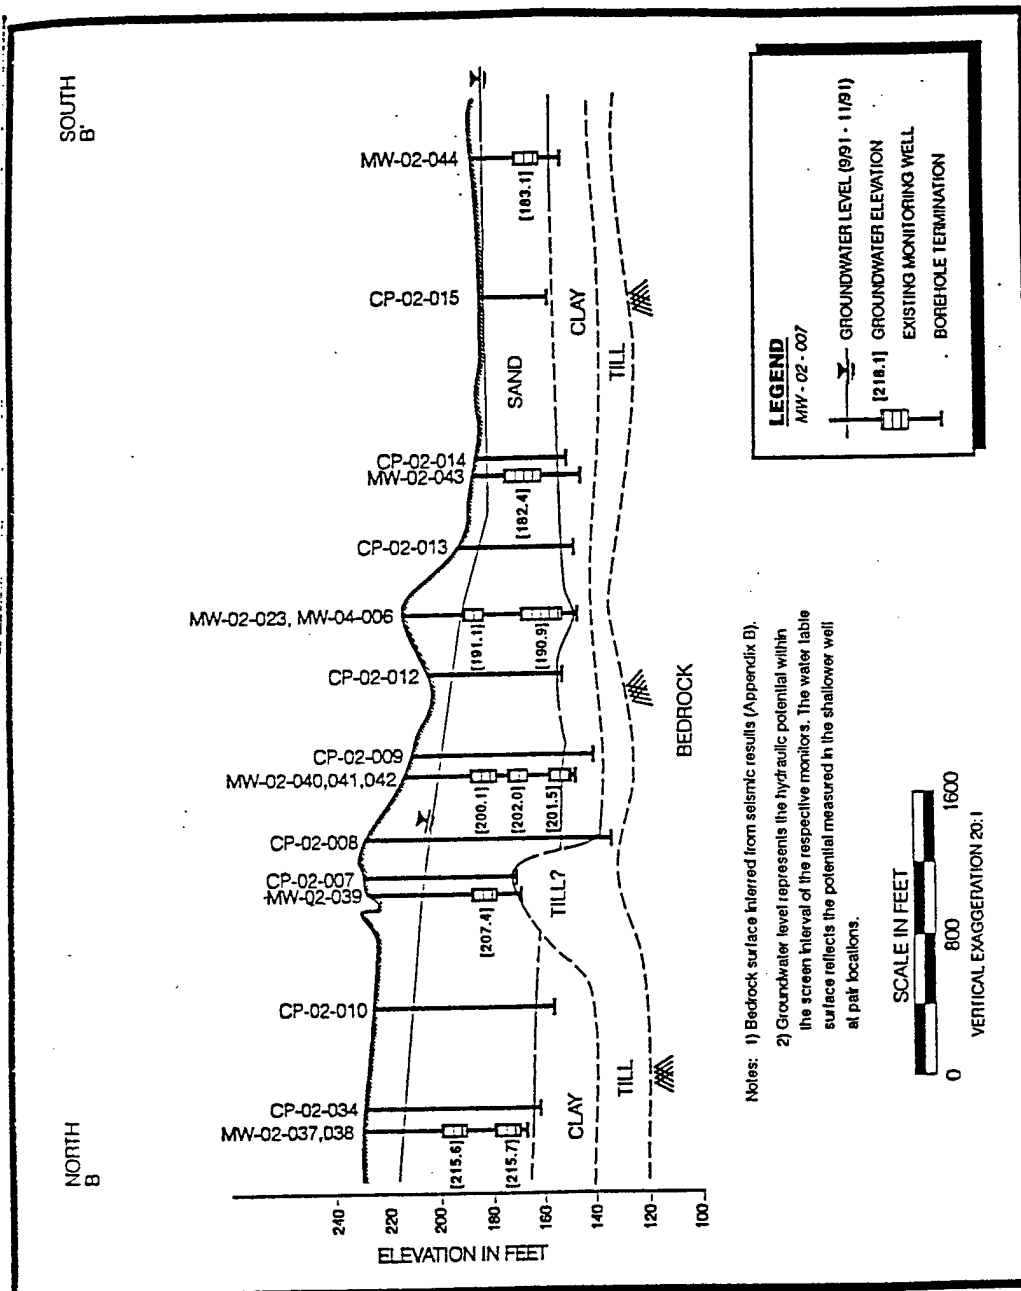 NORTH
B
SOUTH
B'
MW-02-037,038
CP-02-034
CP-02-010
MW-02-039
CP-02-007
CP-02-008
MW-02-040,041,042
CP-02-009
CP-02-012
MW-02-023, MW-04-006
CP-02-013
MW-02-043
CP-02-014
CP-02-015
MW-02-044
[215.6]
[215.7]
[207.4]
[200.1]
[202.0]
[201.5]
[191.1]
[190.9]
[182.4]
[183.1]
SAND
CLAY
TILL
TILL?
CLAY
TILL
BEDROCK
ELEVATION IN FEET
240-
220
200-
180-
160-
140-
120-
100-
Notes: 1) Bedrock surface inferred from seismic results (Appendix B).
2) Groundwater level represents the hydraulic potential within
the screen interval of the respective monitors. The water table
surface reflects the potential measured in the shallower well
at pair locations.
SCALE IN FEET
0 800 1600
VERTICAL EXAGGERATION 20:1
LEGEND
MW - 02 - 007
GROUNDWATER LEVEL (9/91 - 11/91)
[218.1] GROUNDWATER ELEVATION
EXISTING MONITORING WELL
BOREHOLE TERMINATION